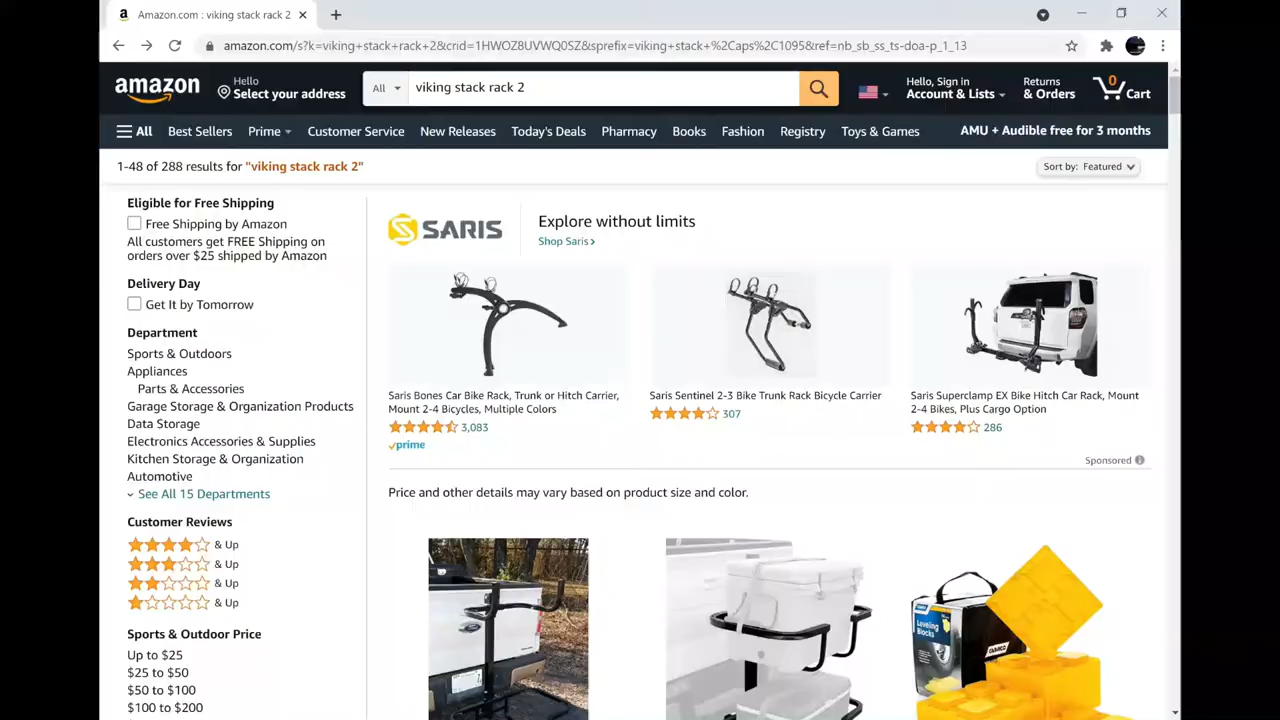 Amazon.com : viking stack rack 2
amazon.com/s?k=viking+stack+rack+2&crid=1HWOZ8UVWQ0SZ&sprefix=viking+stack+%2Caps%2C1095&ref=nb_sb_ss_ts-doa-p_1_13
amazon
Hello
Select your address
All
viking stack rack 2
Hello, Sign in
Account & Lists
Returns
& Orders
0
Cart
All Best Sellers Prime Customer Service New Releases Today's Deals Pharmacy Books Fashion Registry Toys & Games AMU + Audible free for 3 months
1-48 of 288 results for "viking stack rack 2"
Sort by: Featured
Eligible for Free Shipping
Free Shipping by Amazon
All customers get FREE Shipping on
orders over $25 shipped by Amazon
Delivery Day
Get It by Tomorrow
Department
Sports & Outdoors
Appliances
Parts & Accessories
Garage Storage & Organization Products
Data Storage
Electronics Accessories & Supplies
Kitchen Storage & Organization
Automotive
See All 15 Departments
Customer Reviews
& Up
& Up
& Up
& Up
Sports & Outdoor Price
Up to $25
$25 to $50
$50 to $100
$100 to $200
SARIS
Explore without limits
Shop Saris
Saris Bones Car Bike Rack, Trunk or Hitch Carrier,
Mount 2-4 Bicycles, Multiple Colors
3,083
prime
Saris Sentinel 2-3 Bike Trunk Rack Bicycle Carrier
307
Saris Superclamp EX Bike Hitch Car Rack, Mount
2-4 Bikes, Plus Cargo Option
286
Sponsored
Price and other details may vary based on product size and color.
Leveling
Blocks
CAMCO